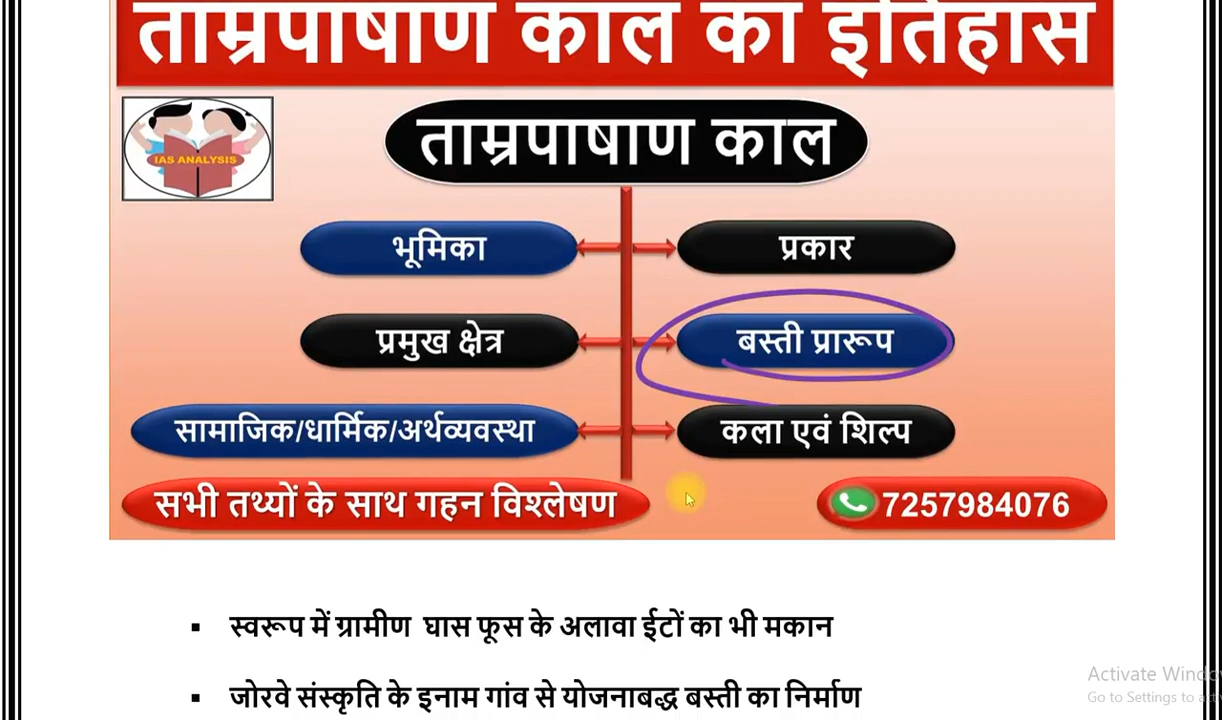 ताम्रपाषाण काल का इतिहास
IAS ANALYSIS
ताम्रपाषाण काल
भूमिका
प्रकार
प्रमुख क्षेत्र
बस्ती प्रारूप
सामाजिक/धार्मिक/अर्थव्यवस्था
कला एवं शिल्प
सभी तथ्यों के साथ गहन विश्लेषण
7257984076
▪ स्वरूप में ग्रामीण घास फूस के अलावा ईटों का भी मकान
▪ जोरवे संस्कृति के इनाम गांव से योजनाबद्ध बस्ती का निर्माण
Activate Windo
Go to Settings to a